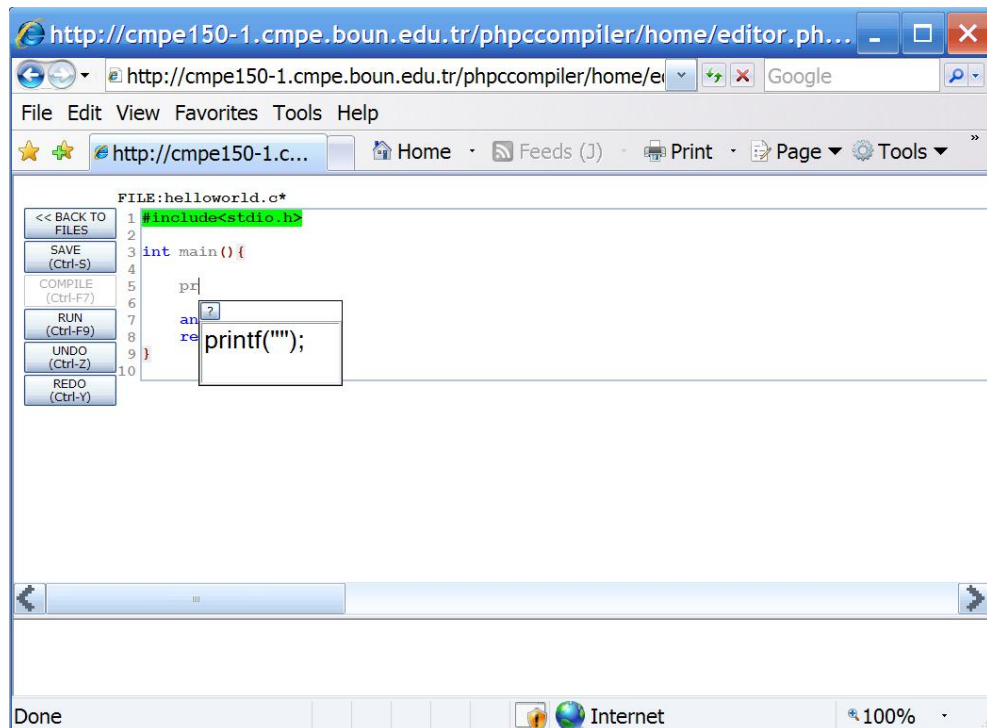 http://cmpe150-1.cmpe.boun.edu.tr/phpccompiler/home/editor.ph...
http://cmpe150-1.cmpe.boun.edu.tr/phpccompiler/home/e Google
File Edit View Favorites Tools Help
http://cmpe150-1.c... Home Feeds (J) Print Page Tools »
FILE:helloworld.c*
<< BACK TO
FILES
SAVE
(Ctrl-S)
COMPILE
(Ctrl-F7)
RUN
(Ctrl-F9)
UNDO
(Ctrl-Z)
REDO
(Ctrl-Y)
1 #include<stdio.h>
2
3 int main(){
4
5 pr
6
7 an
8 re
9 }
10
?
printf("");
Done Internet 100%